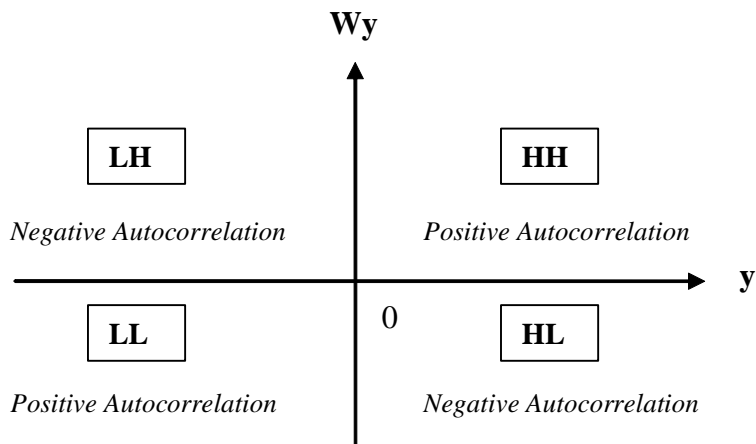 Wy
LH
HH
Negative Autocorrelation
Positive Autocorrelation
y
0
LL
HL
Positive Autocorrelation
Negative Autocorrelation